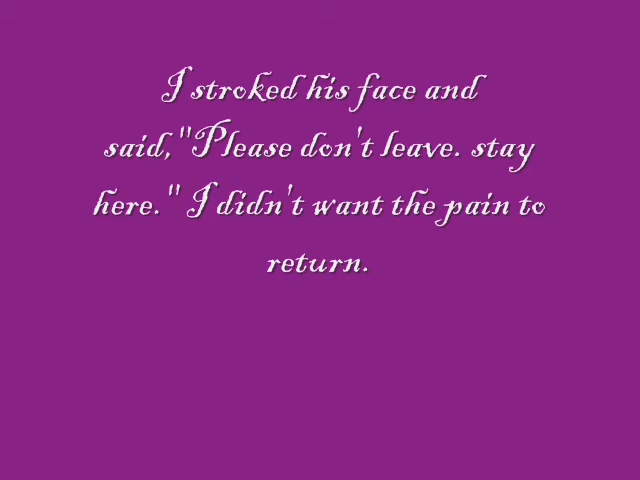 I stroked his face and
said,"Please don't leave. stay
here." I didn't want the pain to
return.